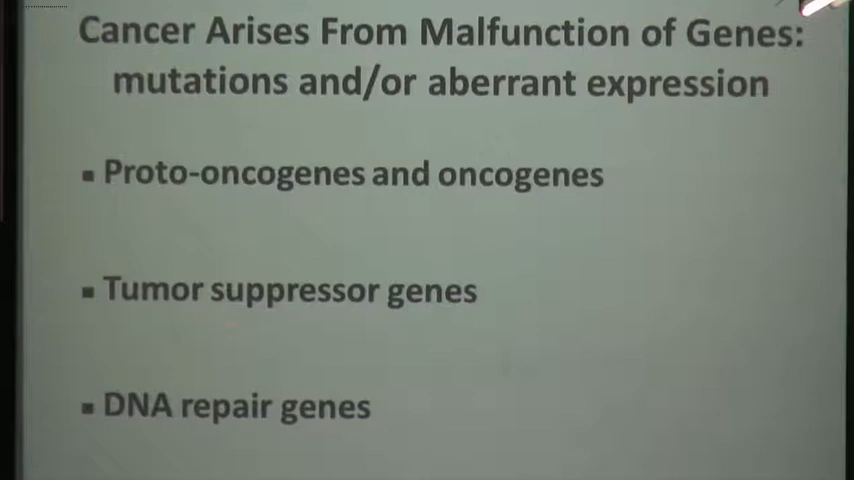 Cancer Arises From Malfunction of Genes:
mutations and/or aberrant expression
▪ Proto-oncogenes and oncogenes
▪ Tumor suppressor genes
▪ DNA repair genes